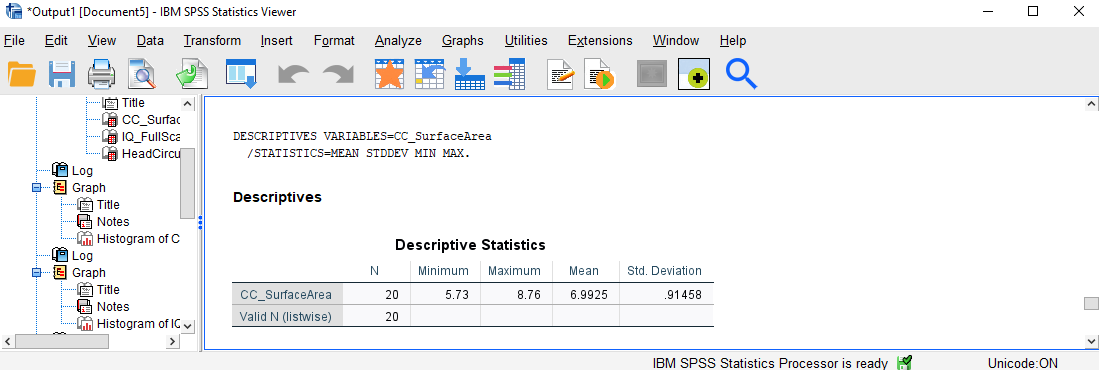 *Output1 [Document5] - IBM SPSS Statistics Viewer
File Edit View Data Transform Insert Format Analyze Graphs Utilities Extensions Window Help
Title
CC_Surfac
IQ_FullSca
HeadCircu
Log
Graph
Title
Notes
Histogram of C
Log
Graph
Title
Notes
Histogram of IQ
DESCRIPTIVES VARIABLES=CC_SurfaceArea
/STATISTICS=MEAN STDDEV MIN MAX.
Descriptives
Descriptive Statistics
N Minimum Maximum Mean Std. Deviation
CC_SurfaceArea 20 5.73 8.76 6.9925 .91458
Valid N (listwise) 20
IBM SPSS Statistics Processor is ready Unicode:ON